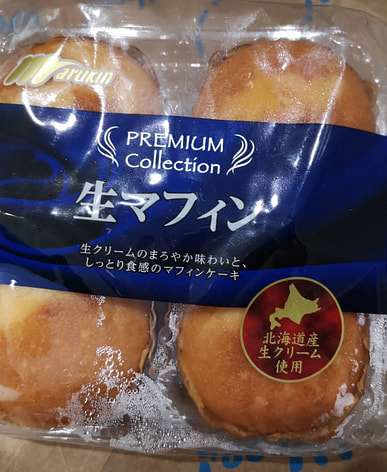 Marukin
PREMIUM
Collection
生マフィン
生クリームのまろやか味わいと、
しっとり食感のマフィンケーキ
北海道産
生クリーム
使用